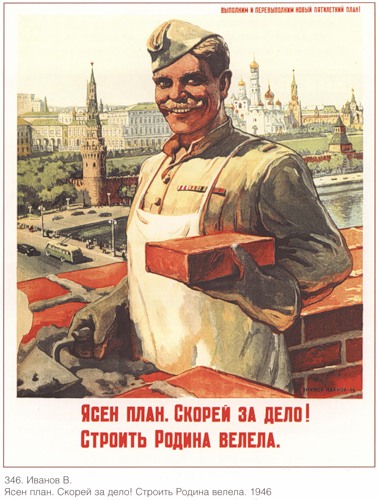 ВЫПОЛНИМ И ПЕРЕВЫПОЛНИМ НОВЫЙ ПЯТИЛЕТНИЙ ПЛАН!
ЯСЕН ПЛАН. СКОРЕЙ ЗА ДЕЛО!
СТРОИТЬ РОДИНА ВЕЛЕЛА.
346. Иванов В.
Ясен план. Скорей за дело! Строить Родина велела. 1946